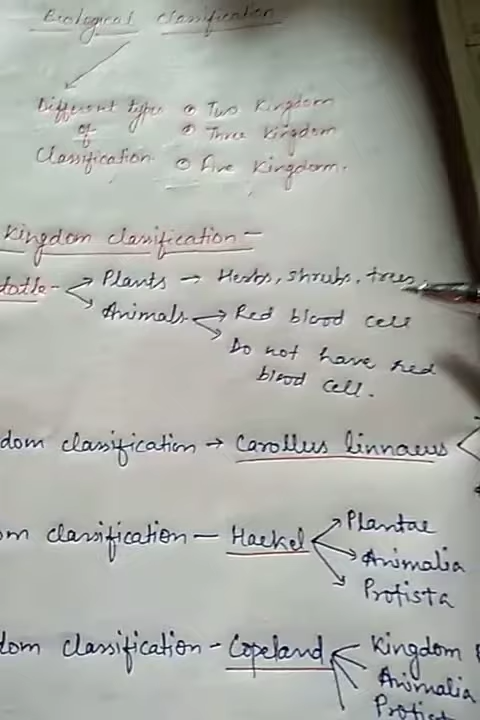 Biological classification
Different types
of
Classification.
Two Kingdom
Three Kingdom
Five Kingdom.
Kingdom classification -
totle - Plants → Herbs, shrubs, trees,
Animals → Red blood cell
Do not have red
blood cell.
dom classification → Carollus linnaeus
om classification - Haekel
Plantae
Animalia
Protista
dom classification - Copeland
Kingdom
Animalia
Protist